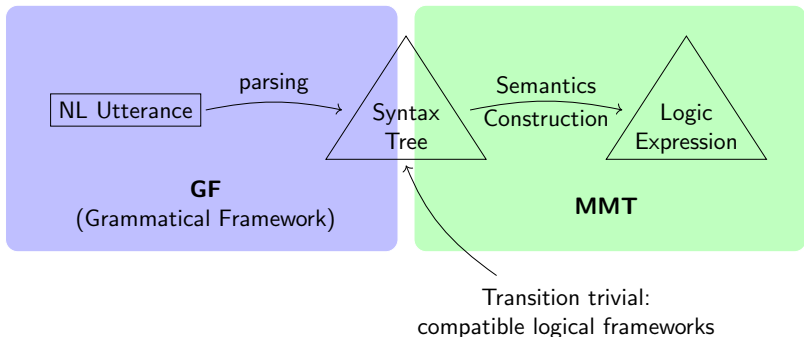 parsing
NL Utterance
Syntax
Tree
Semantics
Construction
Logic
Expression
GF
(Grammatical Framework)
MMT
Transition trivial:
compatible logical frameworks